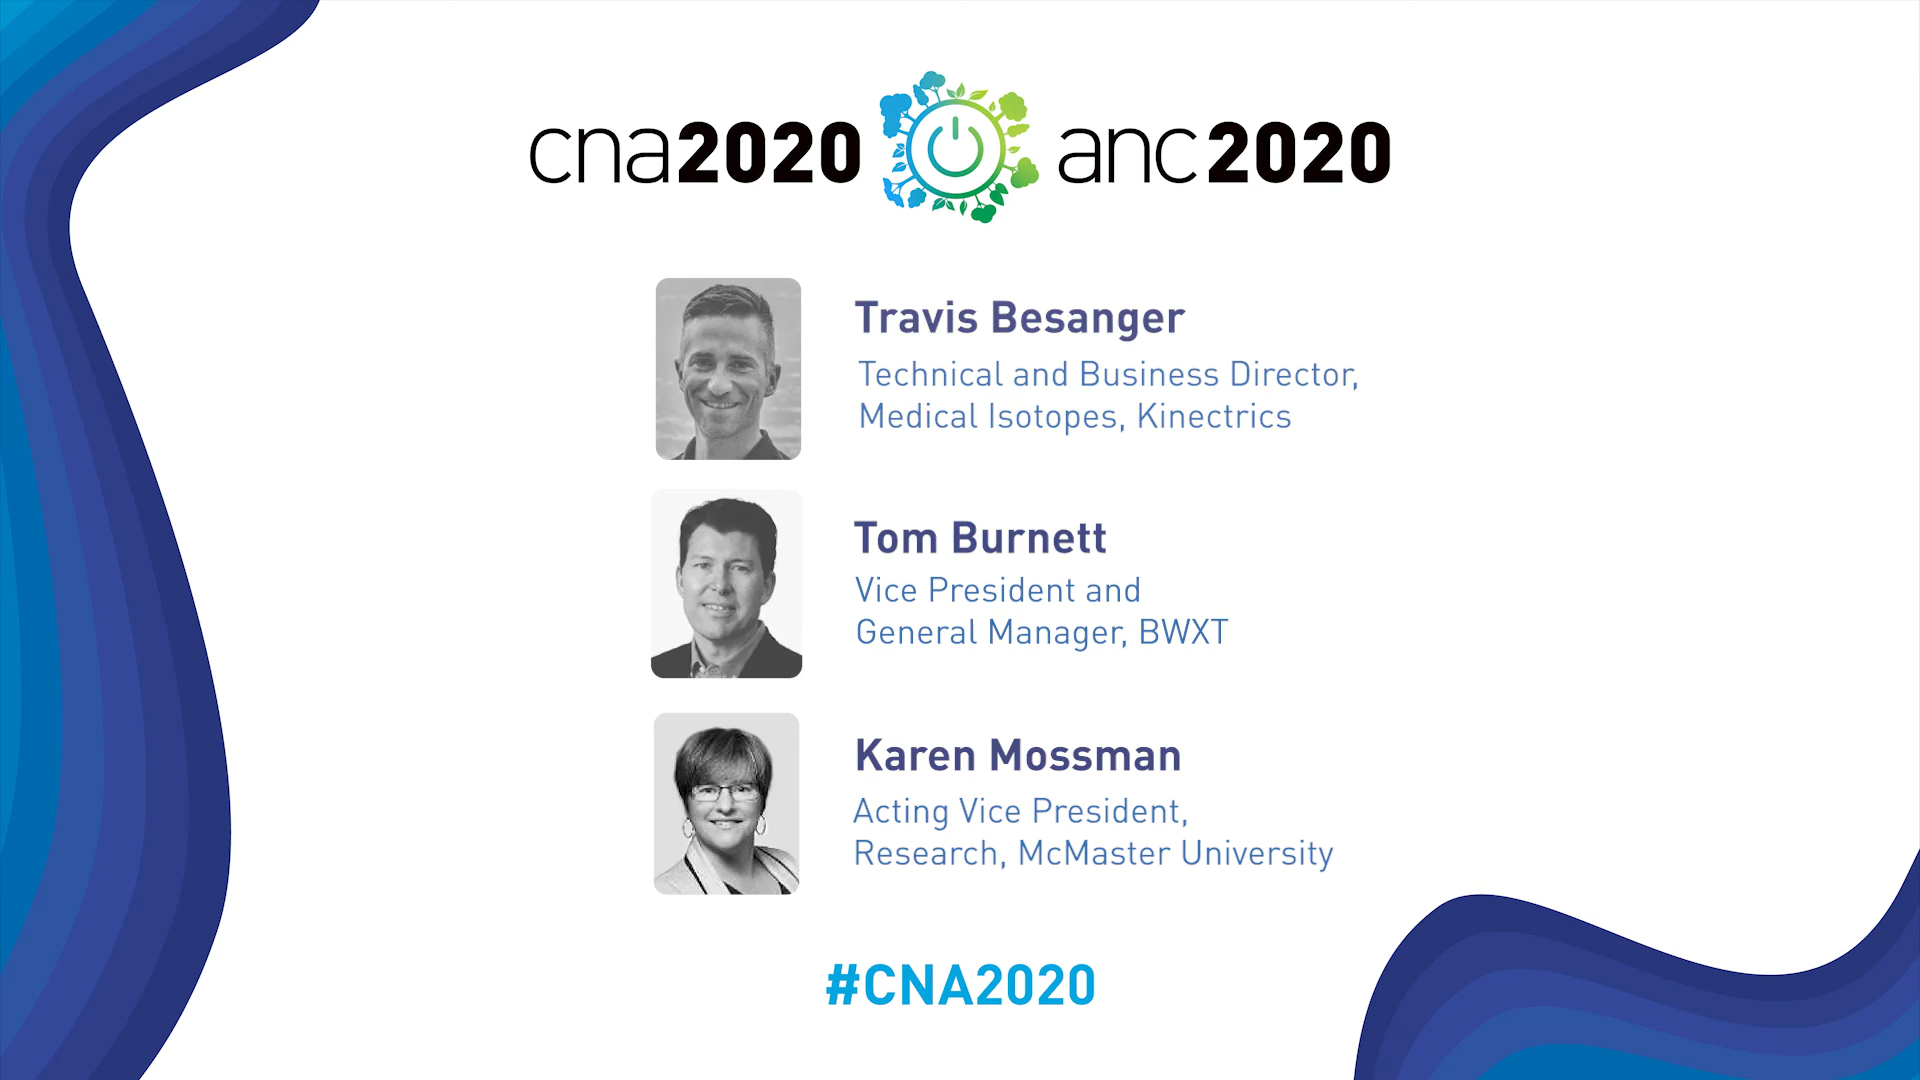 cna2020 anc2020
Travis Besanger
Technical and Business Director,
Medical Isotopes, Kinectrics
Tom Burnett
Vice President and
General Manager, BWXT
Karen Mossman
Acting Vice President,
Research, McMaster University
#CNA2020